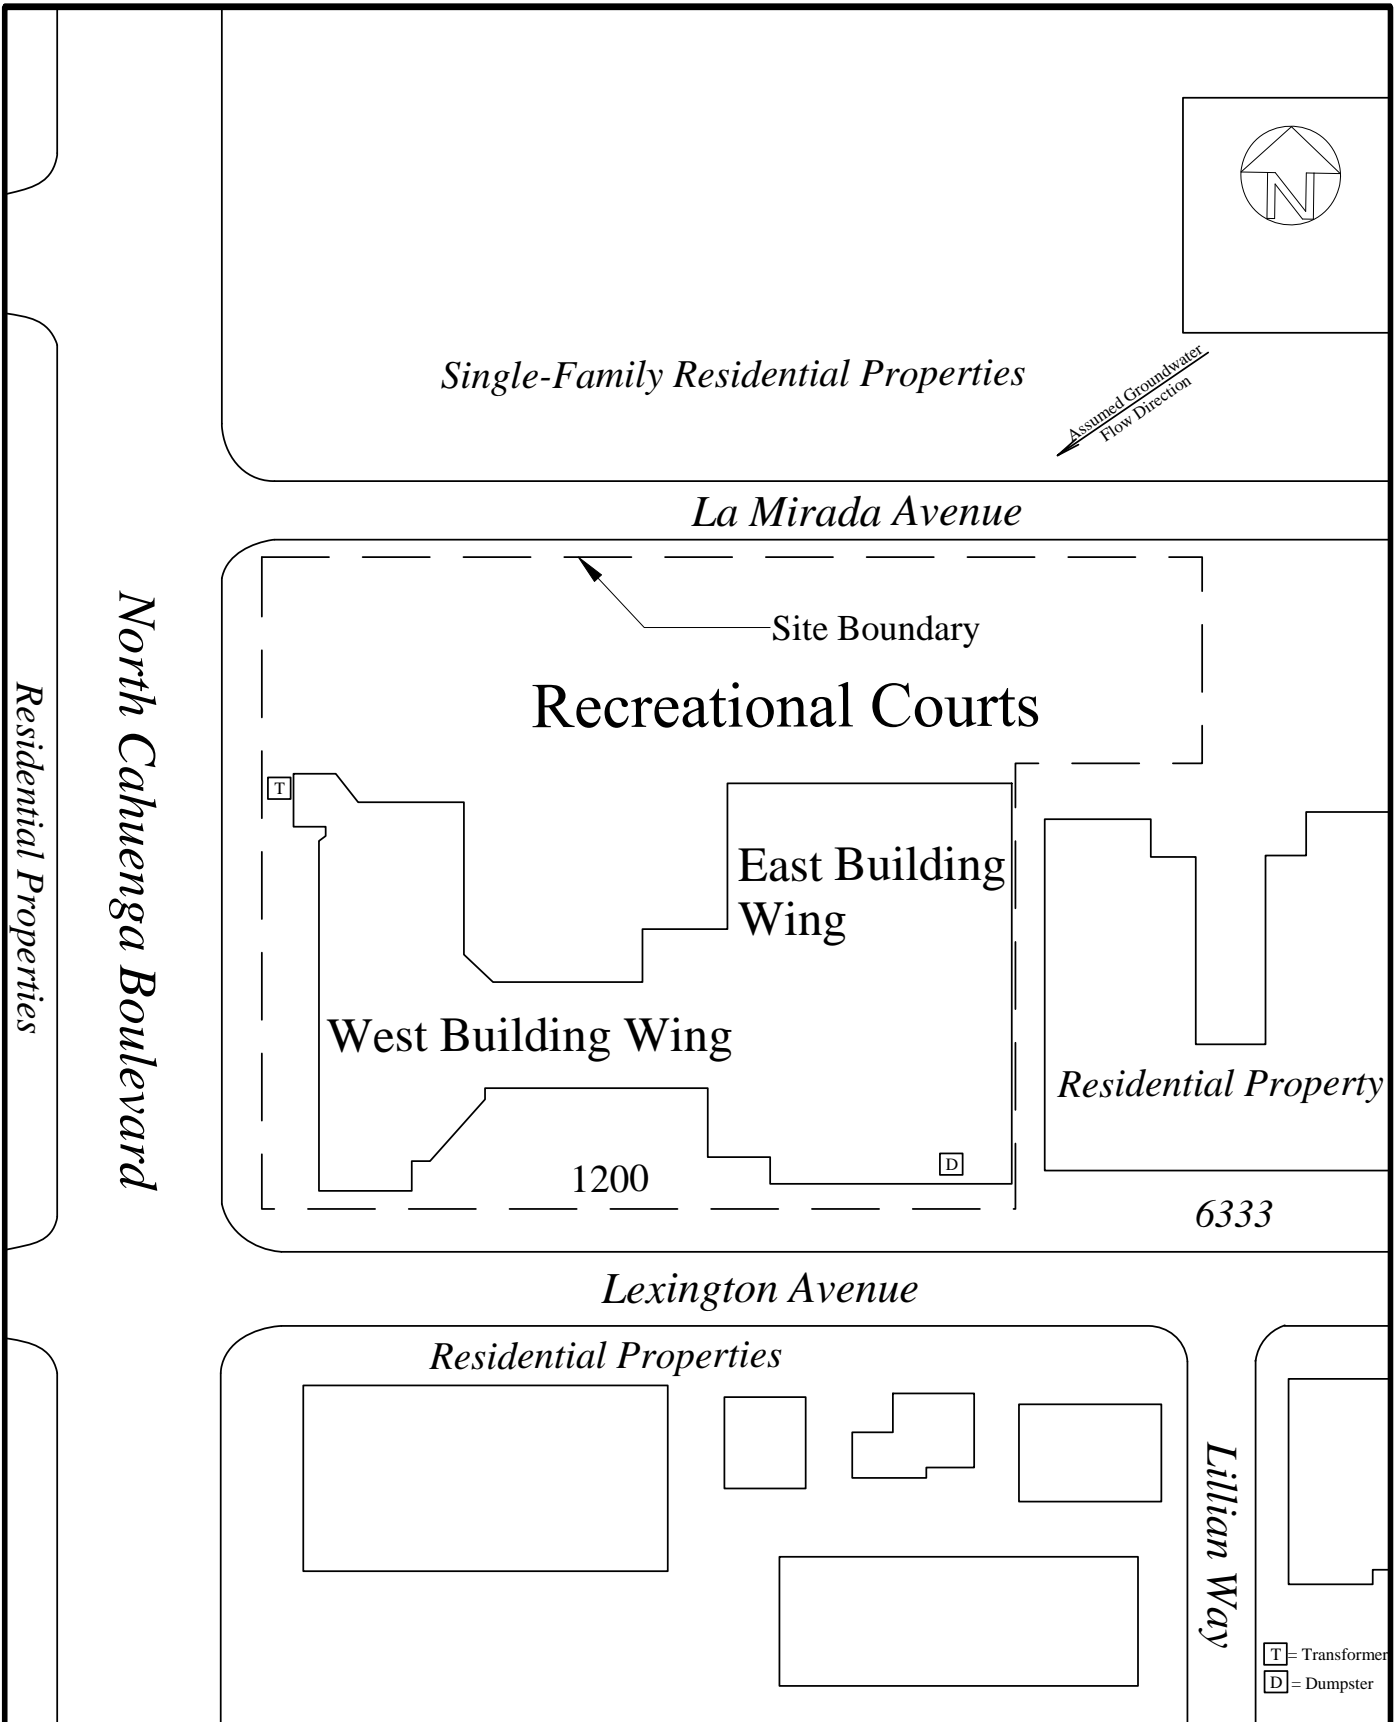 N
Single-Family Residential Properties
Assumed Groundwater
Flow Direction
La Mirada Avenue
Site Boundary
Recreational Courts
North Cahuenga Boulevard
Residential Properties
T
East Building
Wing
West Building Wing
Residential Property
D
1200
6333
Lexington Avenue
Residential Properties
Lillian Way
T = Transformer
D = Dumpster